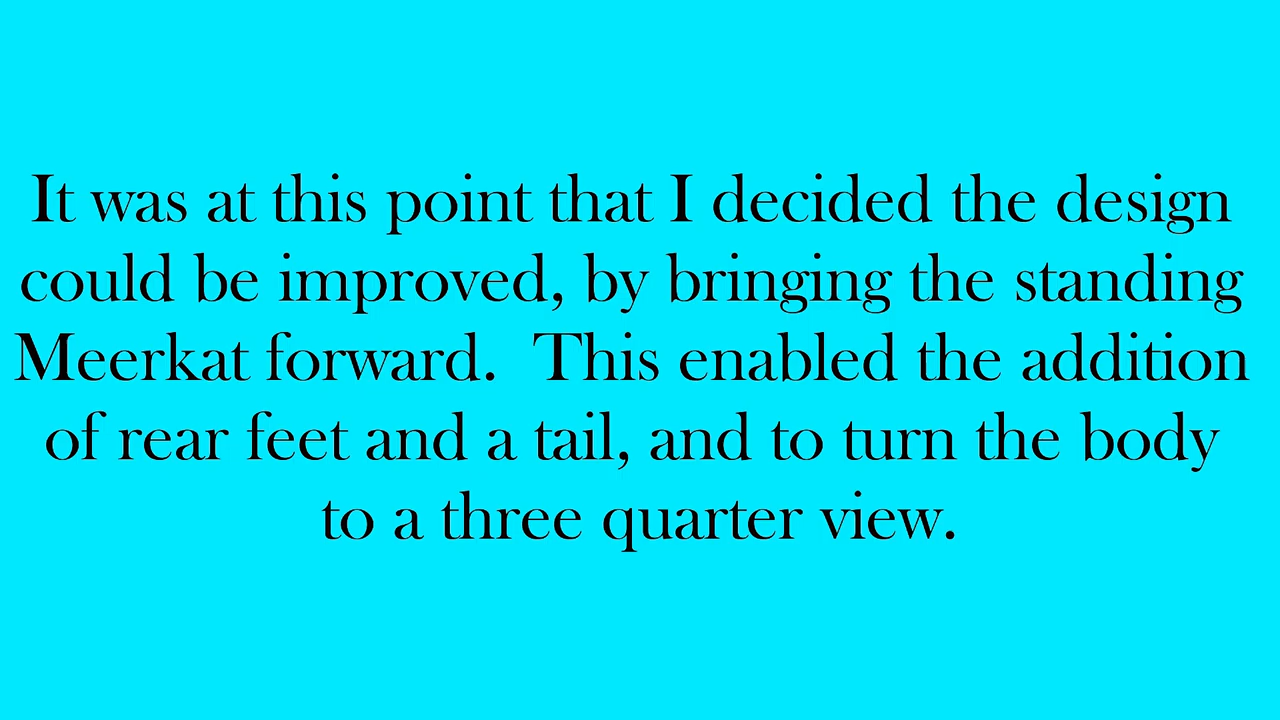 It was at this point that I decided the design
could be improved, by bringing the standing
Meerkat forward.  This enabled the addition
of rear feet and a tail, and to turn the body
to a three quarter view.